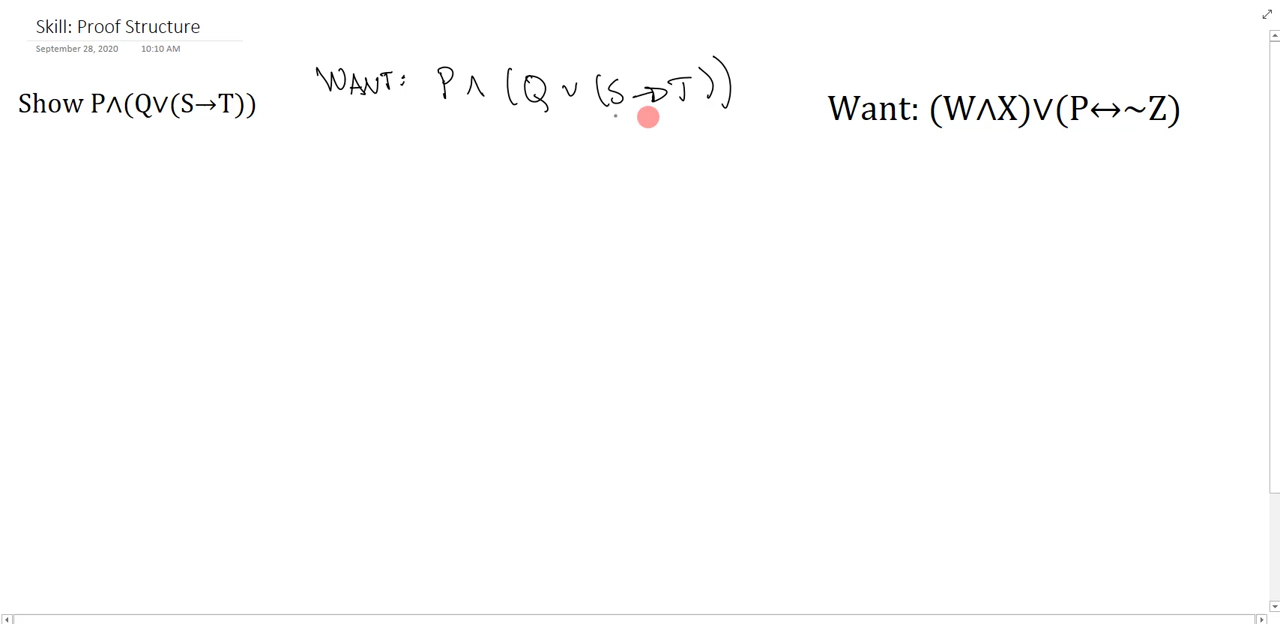 Skill: Proof Structure
September 28, 2020 10:10 AM
WANT: P∧(Q∨(S→T))
Show P∧(Q∨(S→T))
Want: (W∧X)∨(P↔~Z)